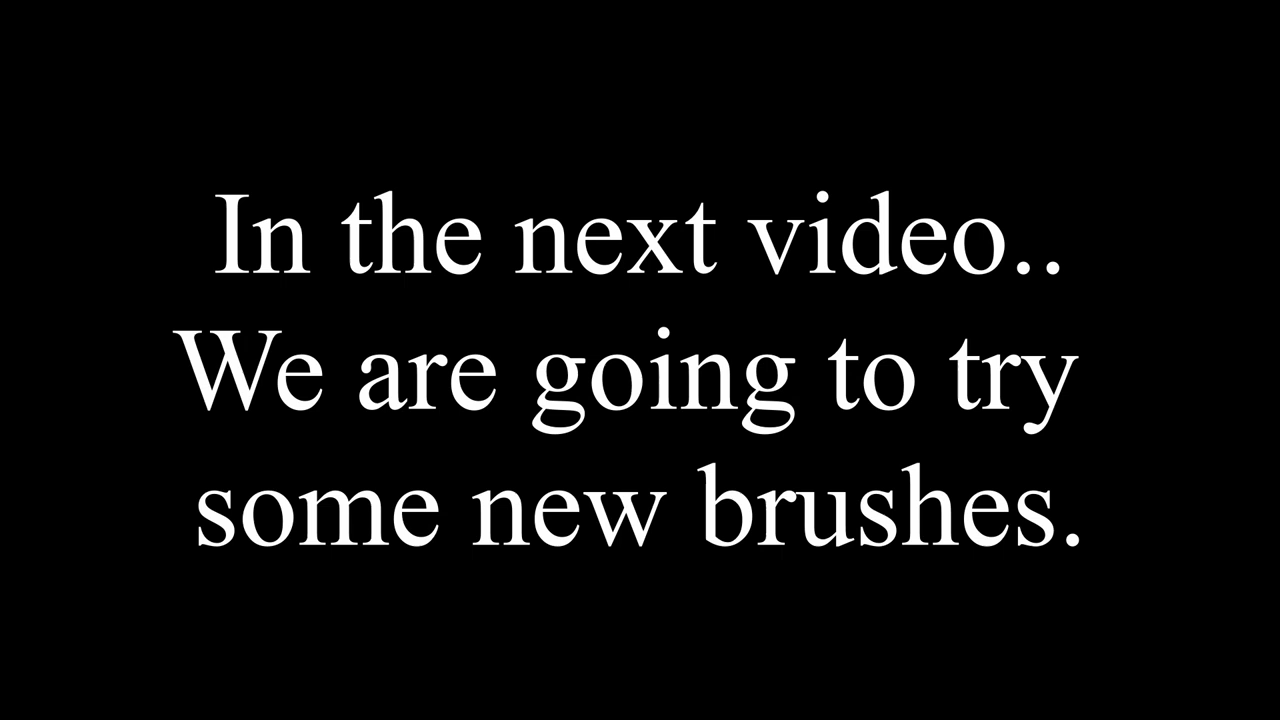 In the next video..
We are going to try
some new brushes.